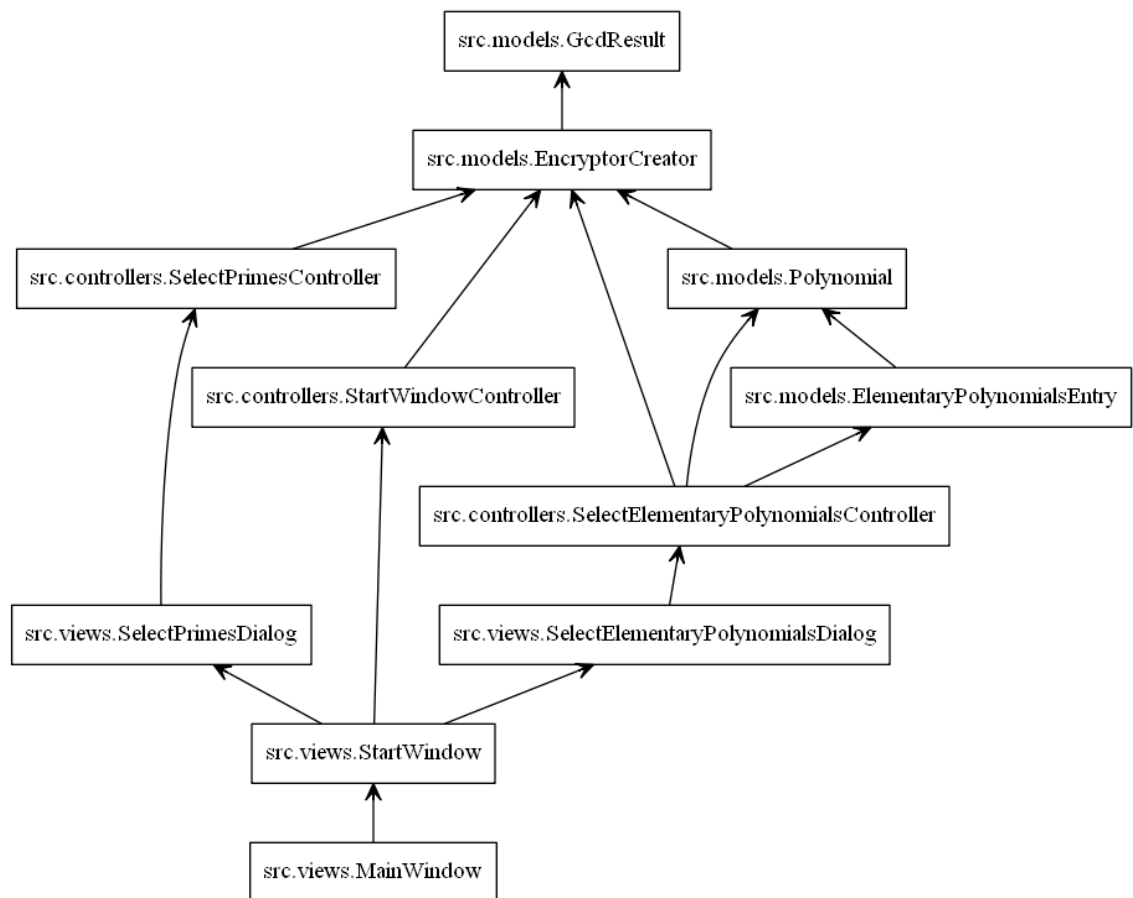 src.models.GcdResult
src.models.EncryptorCreator
src.controllers.SelectPrimesController
src.models.Polynomial
src.controllers.StartWindowController
src.models.ElementaryPolynomialsEntry
src.controllers.SelectElementaryPolynomialsController
src.views.SelectPrimesDialog
src.views.SelectElementaryPolynomialsDialog
src.views.StartWindow
src.views.MainWindow